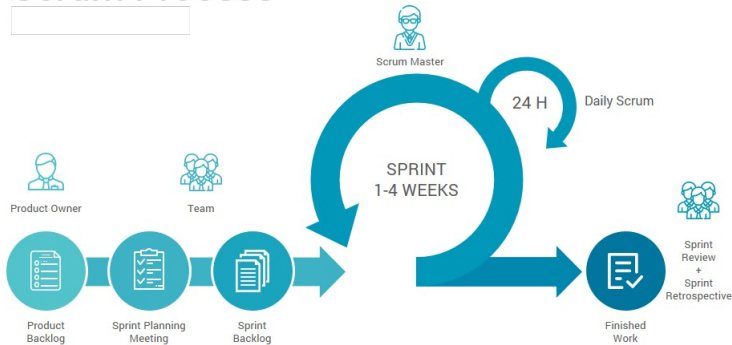 Scrum Master
24 H
Daily Scrum
SPRINT
1-4 WEEKS
Product Owner
Team
Sprint
Review
+
Sprint
Retrospective
Product
Backlog
Sprint Planning
Meeting
Sprint
Backlog
Finished
Work